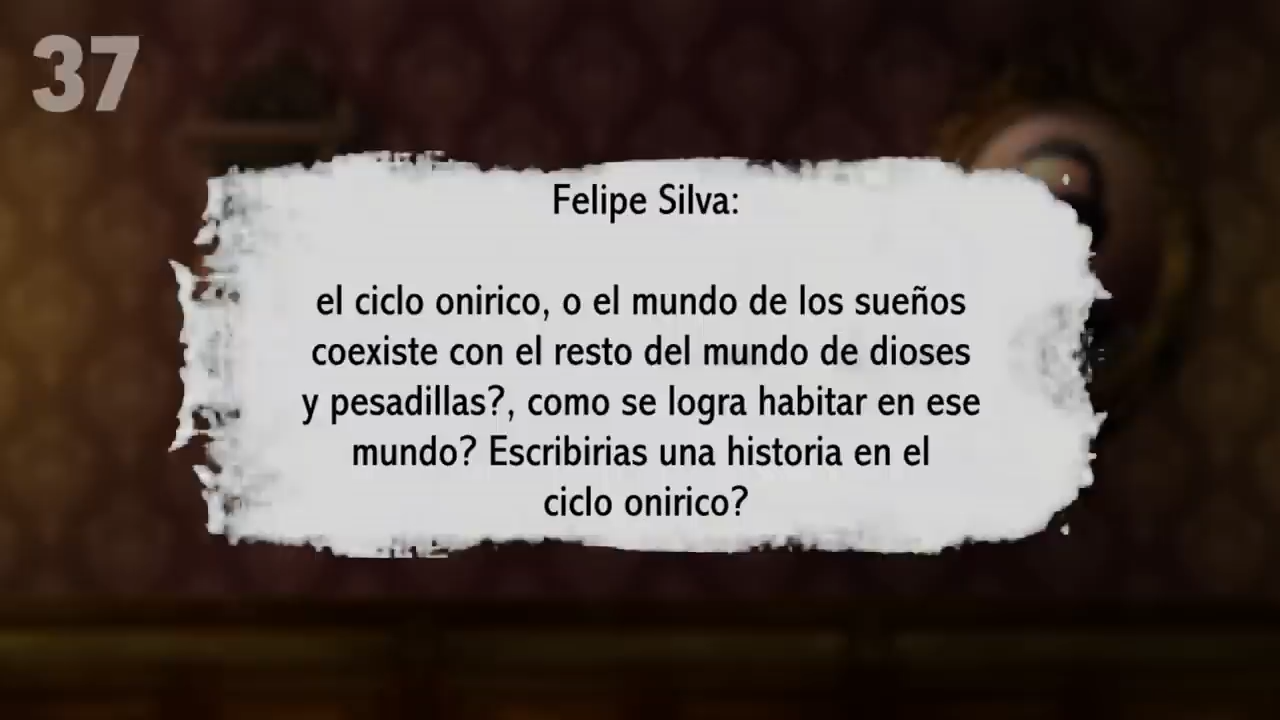 37
Felipe Silva:
el ciclo onirico, o el mundo de los sueños
coexiste con el resto del mundo de dioses
y pesadillas?, como se logra habitar en ese
mundo? Escribirias una historia en el
ciclo onirico?